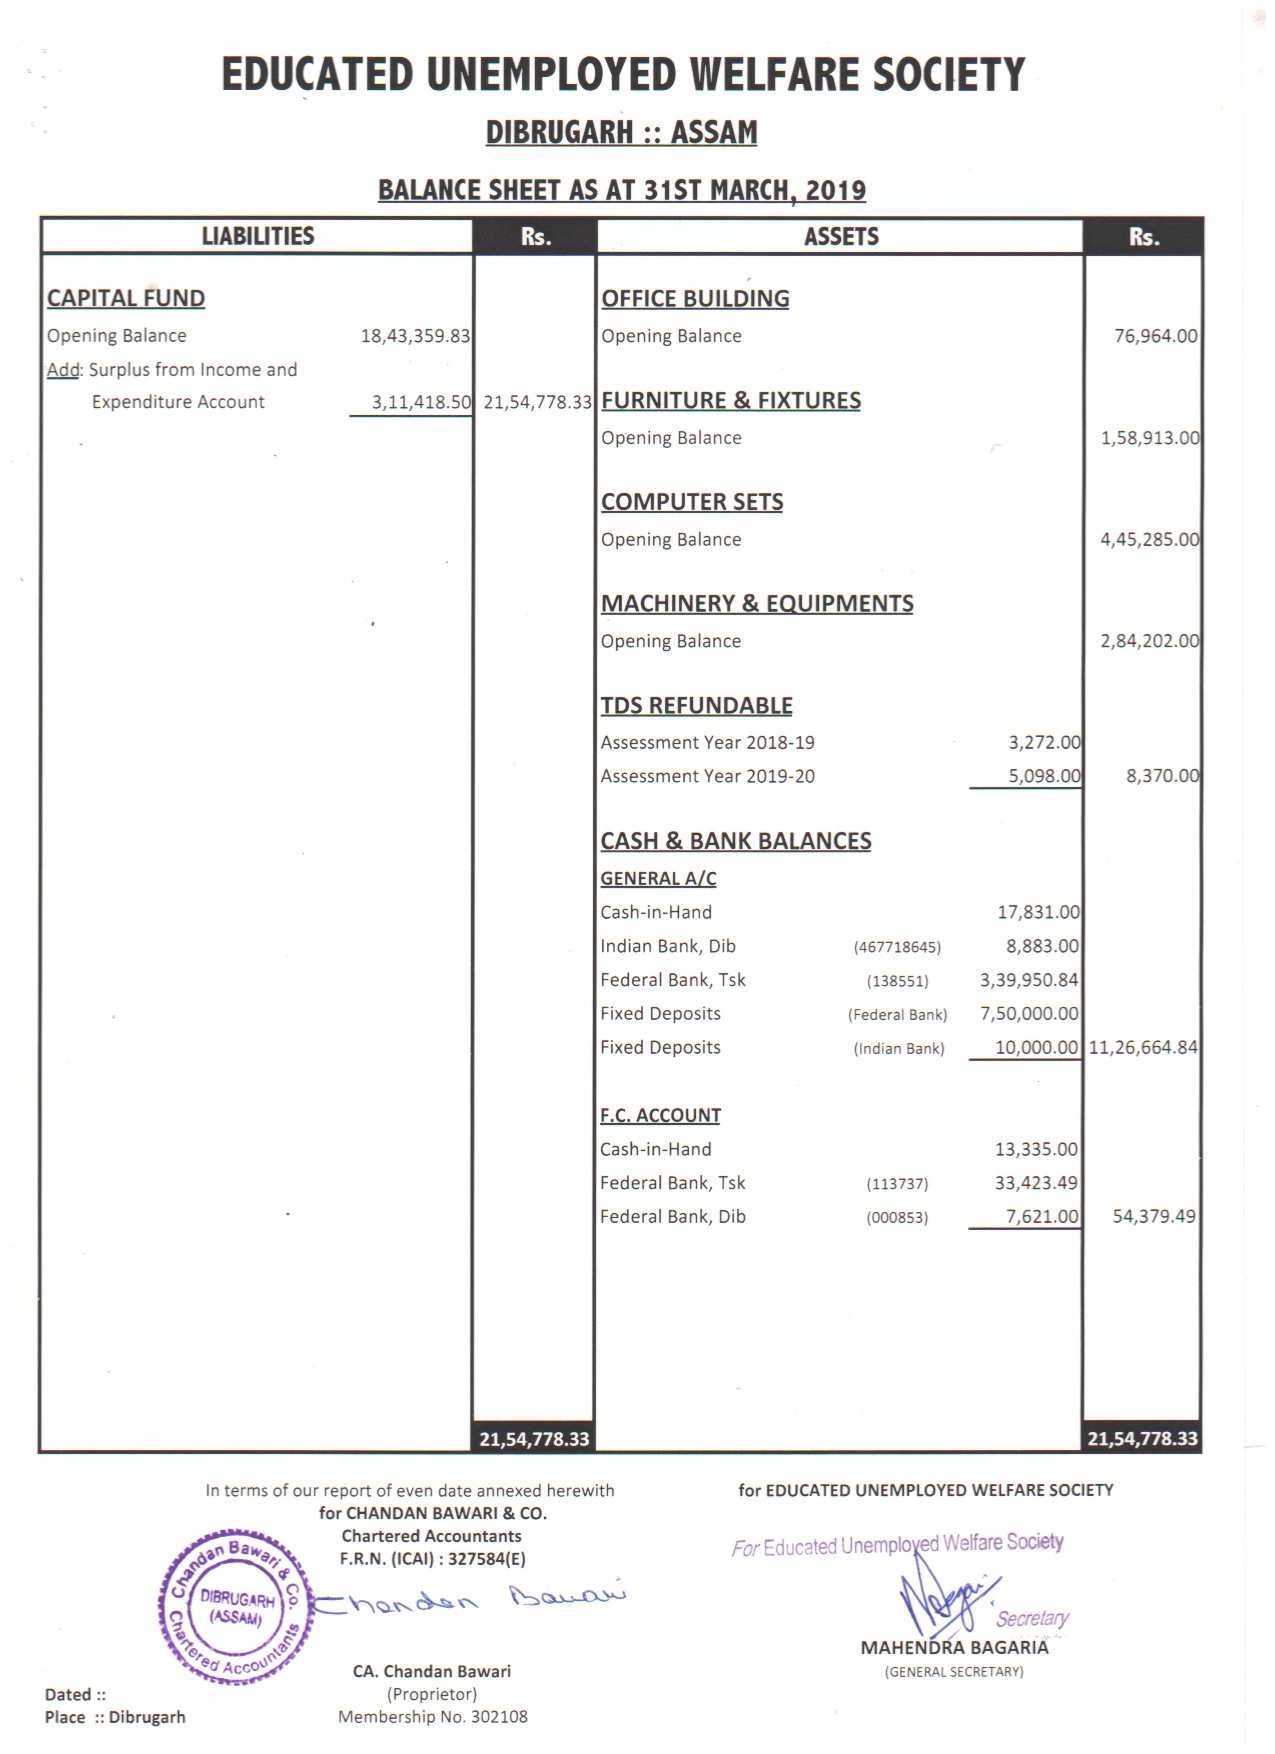 EDUCATED UNEMPLOYED WELFARE SOCIETY
DIBRUGARH :: ASSAM
BALANCE SHEET AS AT 31ST MARCH, 2019
LIABILITIES Rs. ASSETS Rs.
CAPITAL FUND OFFICE BUILDING
Opening Balance 18,43,359.83 Opening Balance 76,964.00
Add: Surplus from Income and
Expenditure Account 3,11,418.50 21,54,778.33 FURNITURE & FIXTURES
Opening Balance 1,58,913.00
COMPUTER SETS
Opening Balance 4,45,285.00
MACHINERY & EQUIPMENTS
Opening Balance 2,84,202.00
TDS REFUNDABLE
Assessment Year 2018-19 3,272.00
Assessment Year 2019-20 5,098.00 8,370.00
CASH & BANK BALANCES
GENERAL A/C
Cash-in-Hand 17,831.00
Indian Bank, Dib (467718645) 8,883.00
Federal Bank, Tsk (138551) 3,39,950.84
Fixed Deposits (Federal Bank) 7,50,000.00
Fixed Deposits (Indian Bank) 10,000.00 11,26,664.84
F.C. ACCOUNT
Cash-in-Hand 13,335.00
Federal Bank, Tsk (113737) 33,423.49
Federal Bank, Dib (000853) 7,621.00 54,379.49
21,54,778.33 21,54,778.33
In terms of our report of even date annexed herewith
for CHANDAN BAWARI & CO.
Chartered Accountants
F.R.N. (ICAI) : 327584(E)
Chandan Bawari & Co.
DIBRUGARH
(ASSAM)
Chartered Accountants
Chandan Bawari
CA. Chandan Bawari
(Proprietor)
Membership No. 302108
Dated ::
Place :: Dibrugarh
for EDUCATED UNEMPLOYED WELFARE SOCIETY
For Educated Unemployed Welfare Society
Secretary
MAHENDRA BAGARIA
(GENERAL SECRETARY)